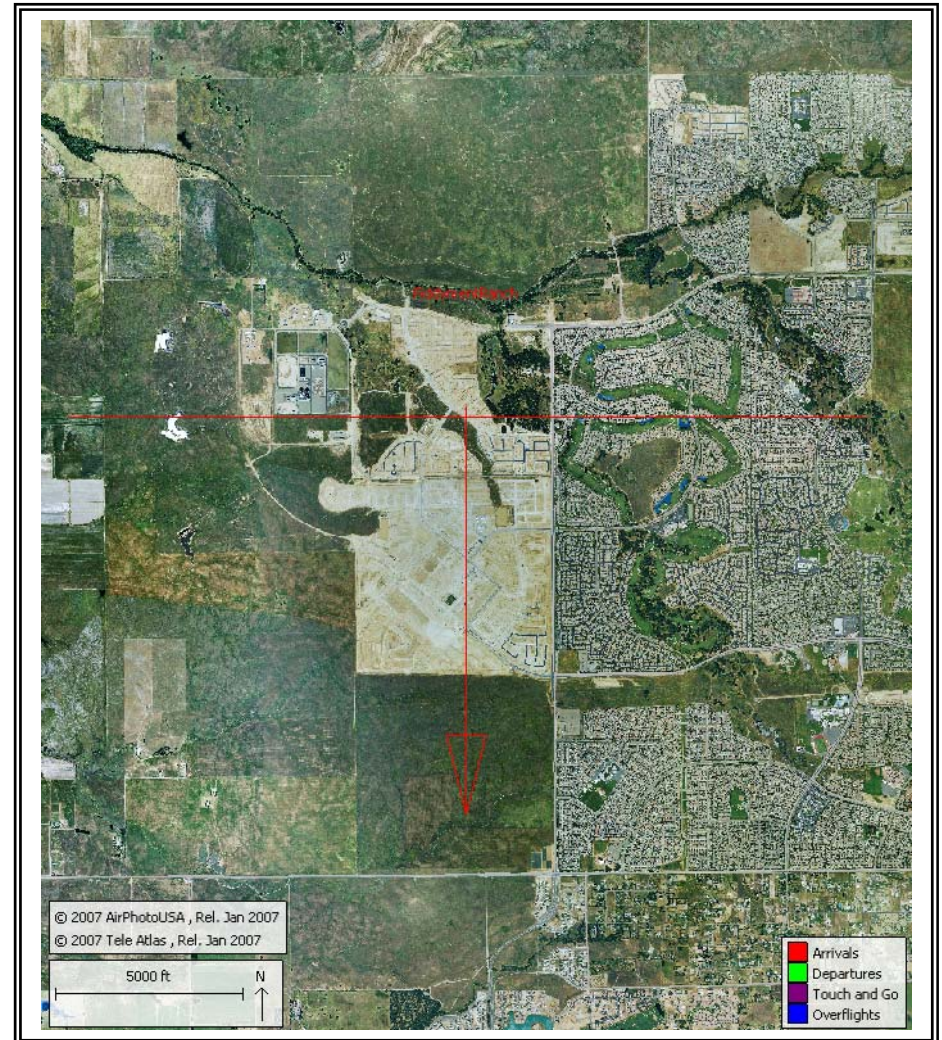 FiddymentRanch
© 2007 AirPhotoUSA , Rel. Jan 2007
© 2007 Tele Atlas , Rel. Jan 2007
5000 ft
N
Arrivals
Departures
Touch and Go
Overflights